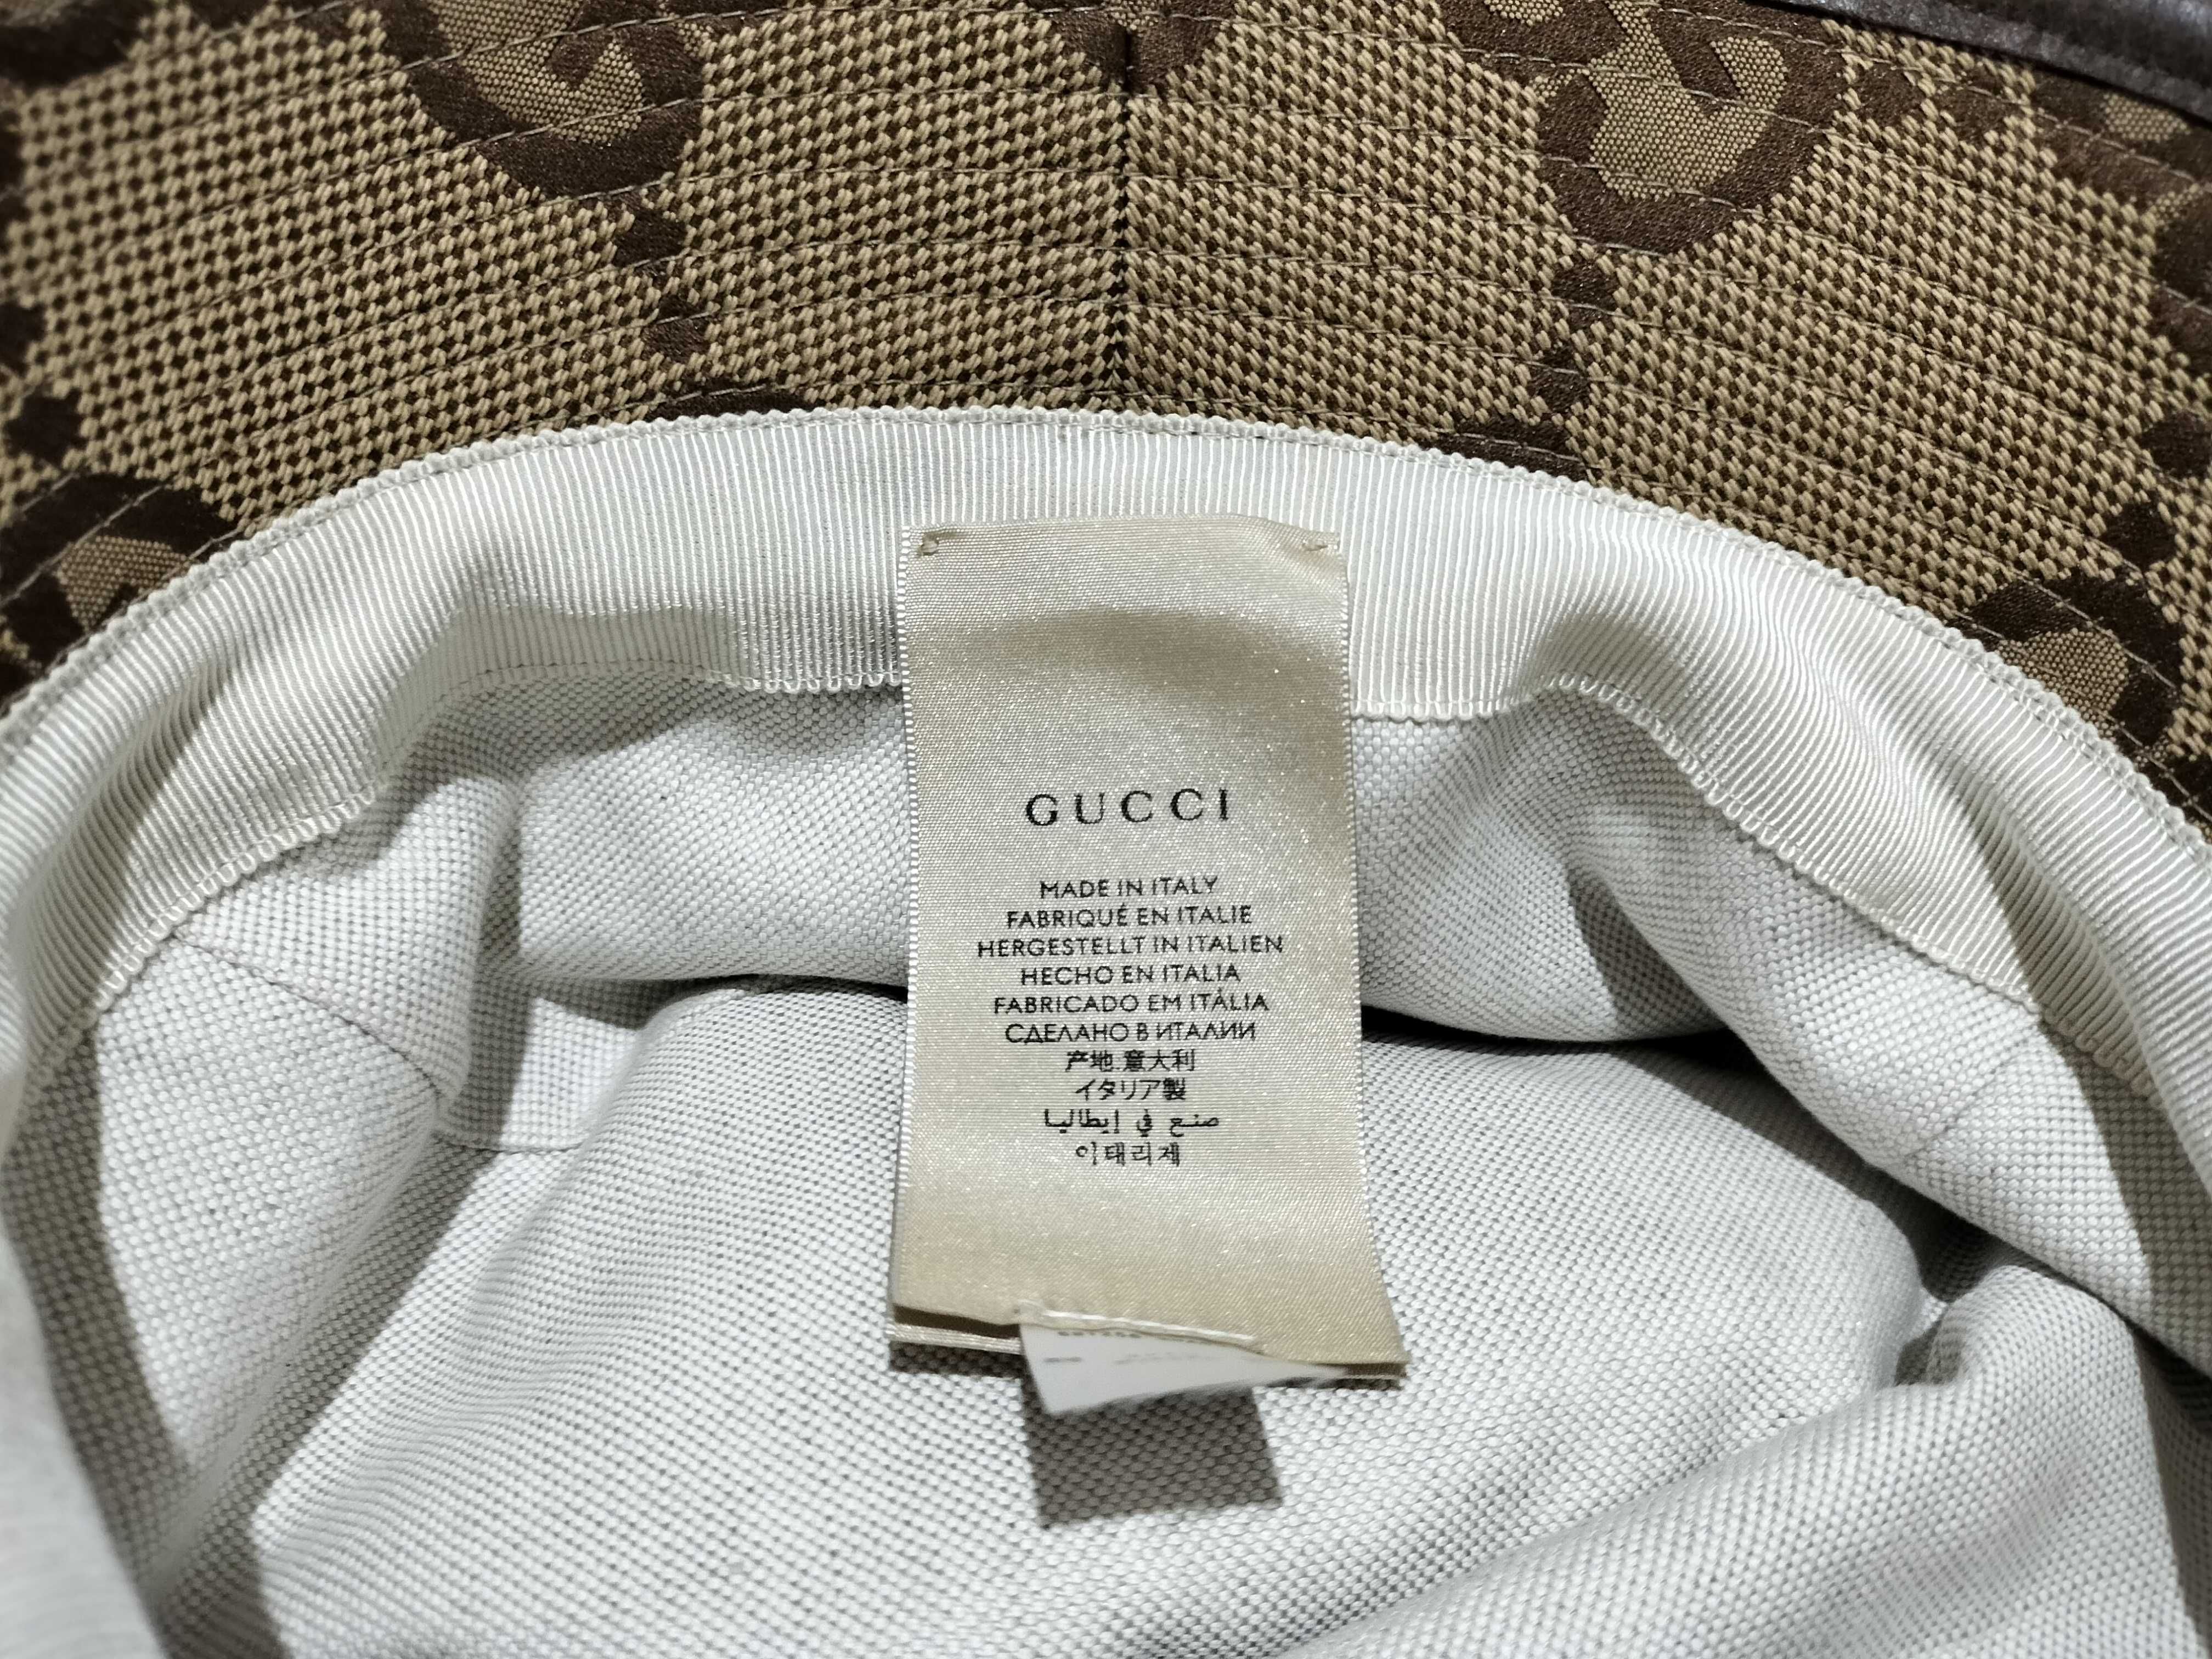 GUCCI
MADE IN ITALY
FABRIQUÉ EN ITALIE
HERGESTELLT IN ITALIEN
HECHO EN ITALIA
FABRICADO EM ITÁLIA
СДЕЛАНО В ИТАЛИИ
产地.意大利
イタリア製
صنع في إيطاليا
이태리제